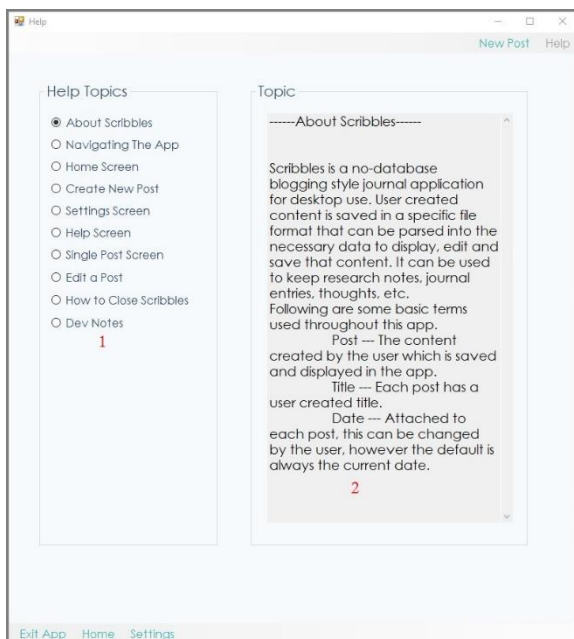 Help
New Post Help
Help Topics
About Scribbles
Navigating The App
Home Screen
Create New Post
Settings Screen
Help Screen
Single Post Screen
Edit a Post
How to Close Scribbles
Dev Notes
1
Topic
------About Scribbles------
Scribbles is a no-database
blogging style journal application
for desktop use. User created
content is saved in a specific file
format that can be parsed into the
necessary data to display, edit and
save that content. It can be used
to keep research notes, journal
entries, thoughts, etc.
Following are some basic terms
used throughout this app.
Post --- The content
created by the user which is saved
and displayed in the app.
Title --- Each post has a
user created title.
Date --- Attached to
each post, this can be changed
by the user, however the default is
always the current date.
2
Exit App Home Settings